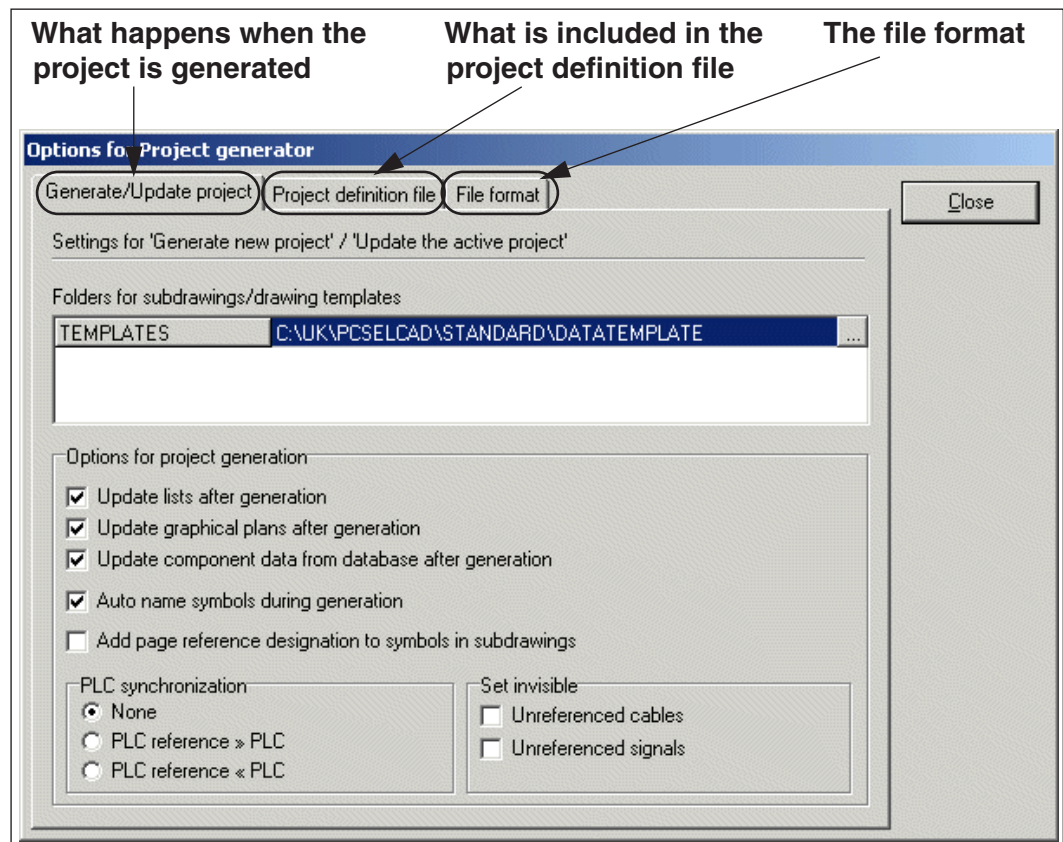 What happens when the
project is generated
What is included in the
project definition file
The file format
Options for Project generator
Generate/Update project
Project definition file
File format
Close
Settings for 'Generate new project' / 'Update the active project'
Folders for subdrawings/drawing templates
TEMPLATES
C:\UK\PCSELCAD\STANDARD\DATATEMPLATE
...
Options for project generation
Update lists after generation
Update graphical plans after generation
Update component data from database after generation
Auto name symbols during generation
Add page reference designation to symbols in subdrawings
PLC synchronization
None
PLC reference » PLC
PLC reference « PLC
Set invisible
Unreferenced cables
Unreferenced signals